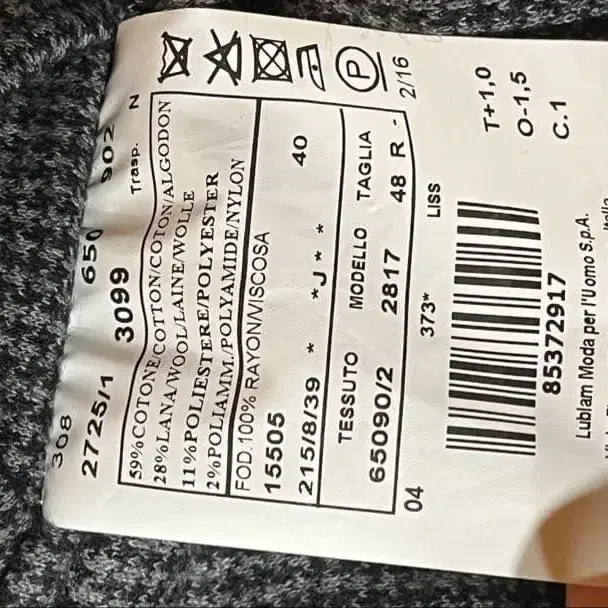 308 650 902
2725/1 3099 Trasp. N
59%COTONE/COTTON/COTON/ALGODON
28%LANA/WOOL/LAINE/WOLLE
11%POLIESTERE/POLYESTER
2%POLIAMM./POLYAMIDE/NYLON
FOD.100% RAYON/VISCOSA
15505
215/8/39 * *J * * 40
TESSUTO MODELLO TAGLIA
65090/2 2817 48 R -
04 373* LISS 2/16
P
85372917
T+1,0
O-1,5
C.1
Lubiam Moda per l'Uomo S.p.A.